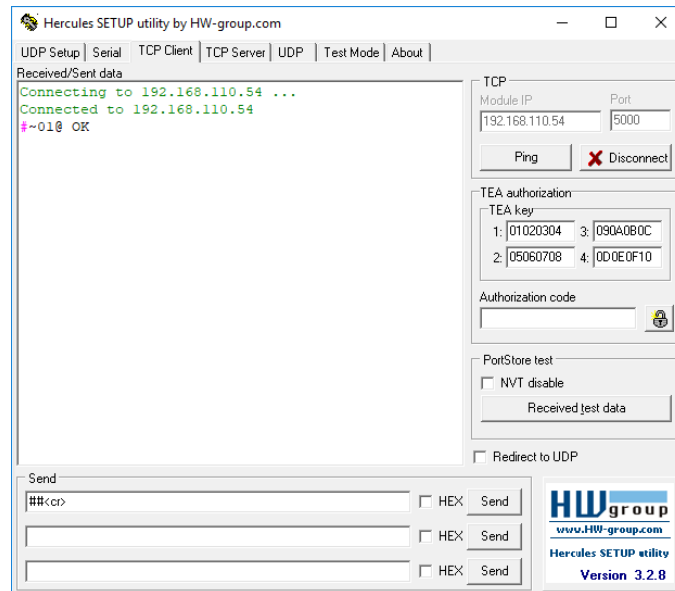 Hercules SETUP utility by HW-group.com
UDP Setup Serial TCP Client TCP Server UDP Test Mode About
Received/Sent data
Connecting to 192.168.110.54 ...
Connected to 192.168.110.54
#~01@ OK
TCP
Module IP Port
192.168.110.54 5000
Ping Disconnect
TEA authorization
TEA key
1: 01020304 3: 090A0B0C
2: 05060708 4: 0D0E0F10
Authorization code
PortStore test
NVT disable
Received test data
Redirect to UDP
Send
##<cr> HEX Send
HEX Send
HEX Send
HW group
www.HW-group.com
Hercules SETUP utility
Version 3.2.8